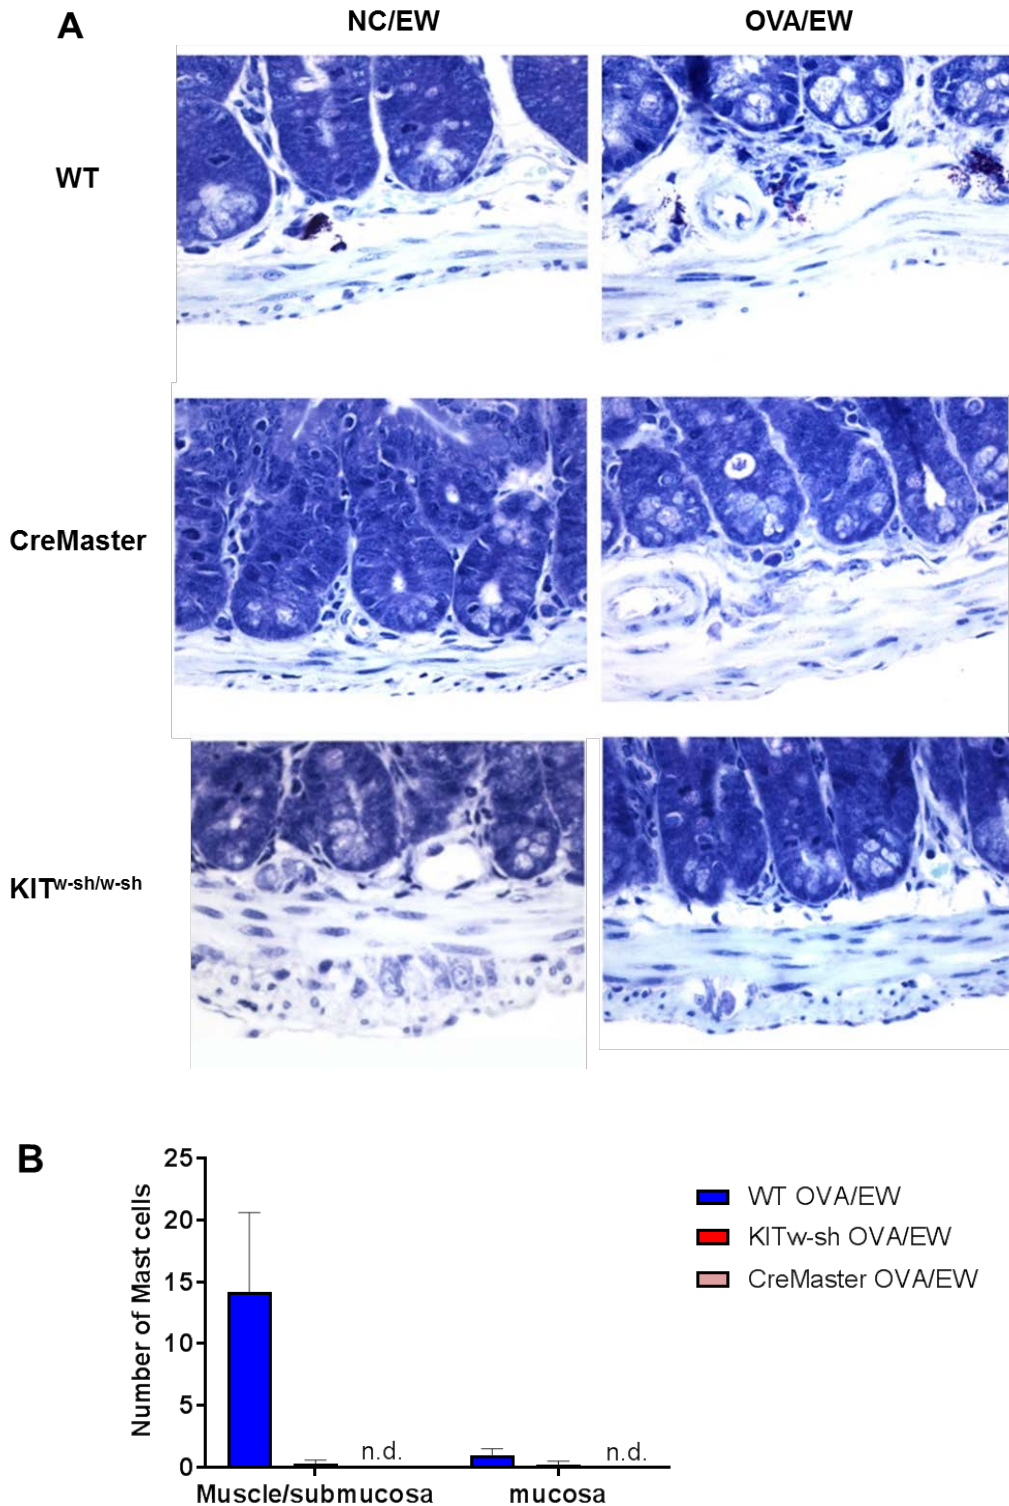 A
NC/EW
OVA/EW
WT
CreMaster
KITw-sh/w-sh
B
Number of Mast cells
25
20
15
10
5
0
n.d.
n.d.
Muscle/submucosa
mucosa
WT OVA/EW
KITw-sh OVA/EW
CreMaster OVA/EW